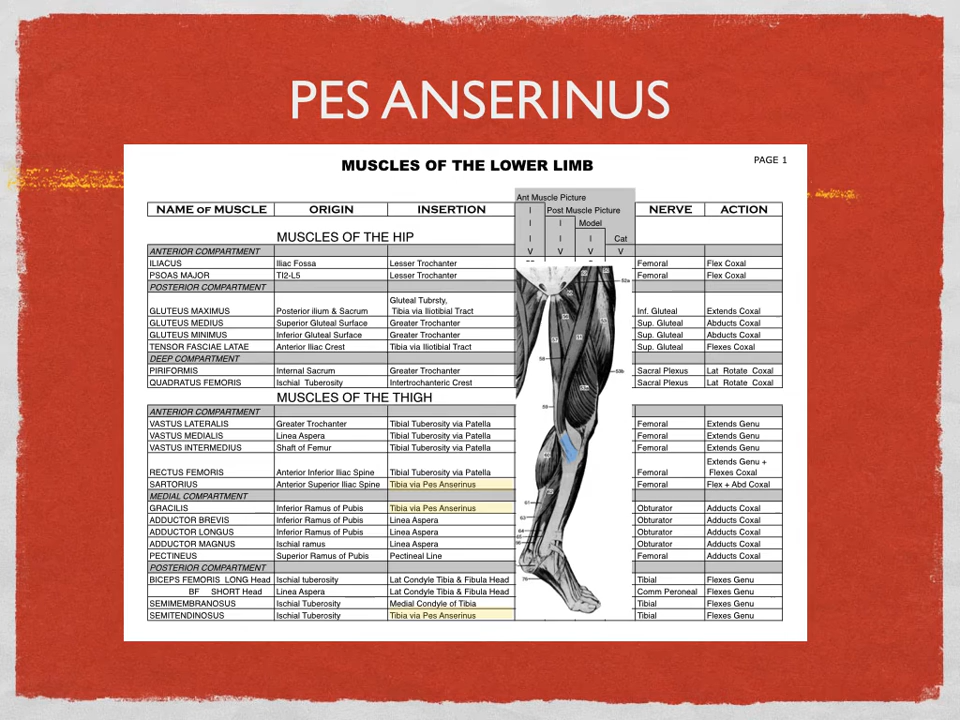 PES ANSERINUS
MUSCLES OF THE LOWER LIMB
PAGE 1
Ant Muscle Picture
NAME OF MUSCLE ORIGIN INSERTION I Post Muscle Picture NERVE ACTION
I I Model
MUSCLES OF THE HIP I I I Cat
ANTERIOR COMPARTMENT V V V V
ILIACUS Iliac Fossa Lesser Trochanter Femoral Flex Coxal
PSOAS MAJOR TI2-L5 Lesser Trochanter Femoral Flex Coxal
POSTERIOR COMPARTMENT
Gluteal Tubrsty,
GLUTEUS MAXIMUS Posterior ilium & Sacrum Tibia via Iliotibial Tract Inf. Gluteal Extends Coxal
GLUTEUS MEDIUS Superior Gluteal Surface Greater Trochanter Sup. Gluteal Abducts Coxal
GLUTEUS MINIMUS Inferior Gluteal Surface Greater Trochanter Sup. Gluteal Abducts Coxal
TENSOR FASCIAE LATAE Anterior Iliac Crest Tibia via Iliotibial Tract Sup. Gluteal Flexes Coxal
DEEP COMPARTMENT
PIRIFORMIS Internal Sacrum Greater Trochanter Sacral Plexus Lat Rotate Coxal
QUADRATUS FEMORIS Ischial Tuberosity Intertrochanteric Crest Sacral Plexus Lat Rotate Coxal
MUSCLES OF THE THIGH
ANTERIOR COMPARTMENT
VASTUS LATERALIS Greater Trochanter Tibial Tuberosity via Patella Femoral Extends Genu
VASTUS MEDIALIS Linea Aspera Tibial Tuberosity via Patella Femoral Extends Genu
VASTUS INTERMEDIUS Shaft of Femur Tibial Tuberosity via Patella Femoral Extends Genu
Extends Genu +
RECTUS FEMORIS Anterior Inferior Iliac Spine Tibial Tuberosity via Patella Femoral Flexes Coxal
SARTORIUS Anterior Superior Iliac Spine Tibia via Pes Anserinus Femoral Flex + Abd Coxal
MEDIAL COMPARTMENT
GRACILIS Inferior Ramus of Pubis Tibia via Pes Anserinus Obturator Adducts Coxal
ADDUCTOR BREVIS Inferior Ramus of Pubis Linea Aspera Obturator Adducts Coxal
ADDUCTOR LONGUS Inferior Ramus of Pubis Linea Aspera Obturator Adducts Coxal
ADDUCTOR MAGNUS Ischial ramus Linea Aspera Obturator Adducts Coxal
PECTINEUS Superior Ramus of Pubis Pectineal Line Femoral Adducts Coxal
POSTERIOR COMPARTMENT
BICEPS FEMORIS LONG Head Ischial tuberosity Lat Condyle Tibia & Fibula Head Tibial Flexes Genu
BF SHORT Head Linea Aspera Lat Condyle Tibia & Fibula Head Comm Peroneal Flexes Genu
SEMIMEMBRANOSUS Ischial Tuberosity Medial Condyle of Tibia Tibial Flexes Genu
SEMITENDINOSUS Ischial Tuberosity Tibia via Pes Anserinus Tibial Flexes Genu